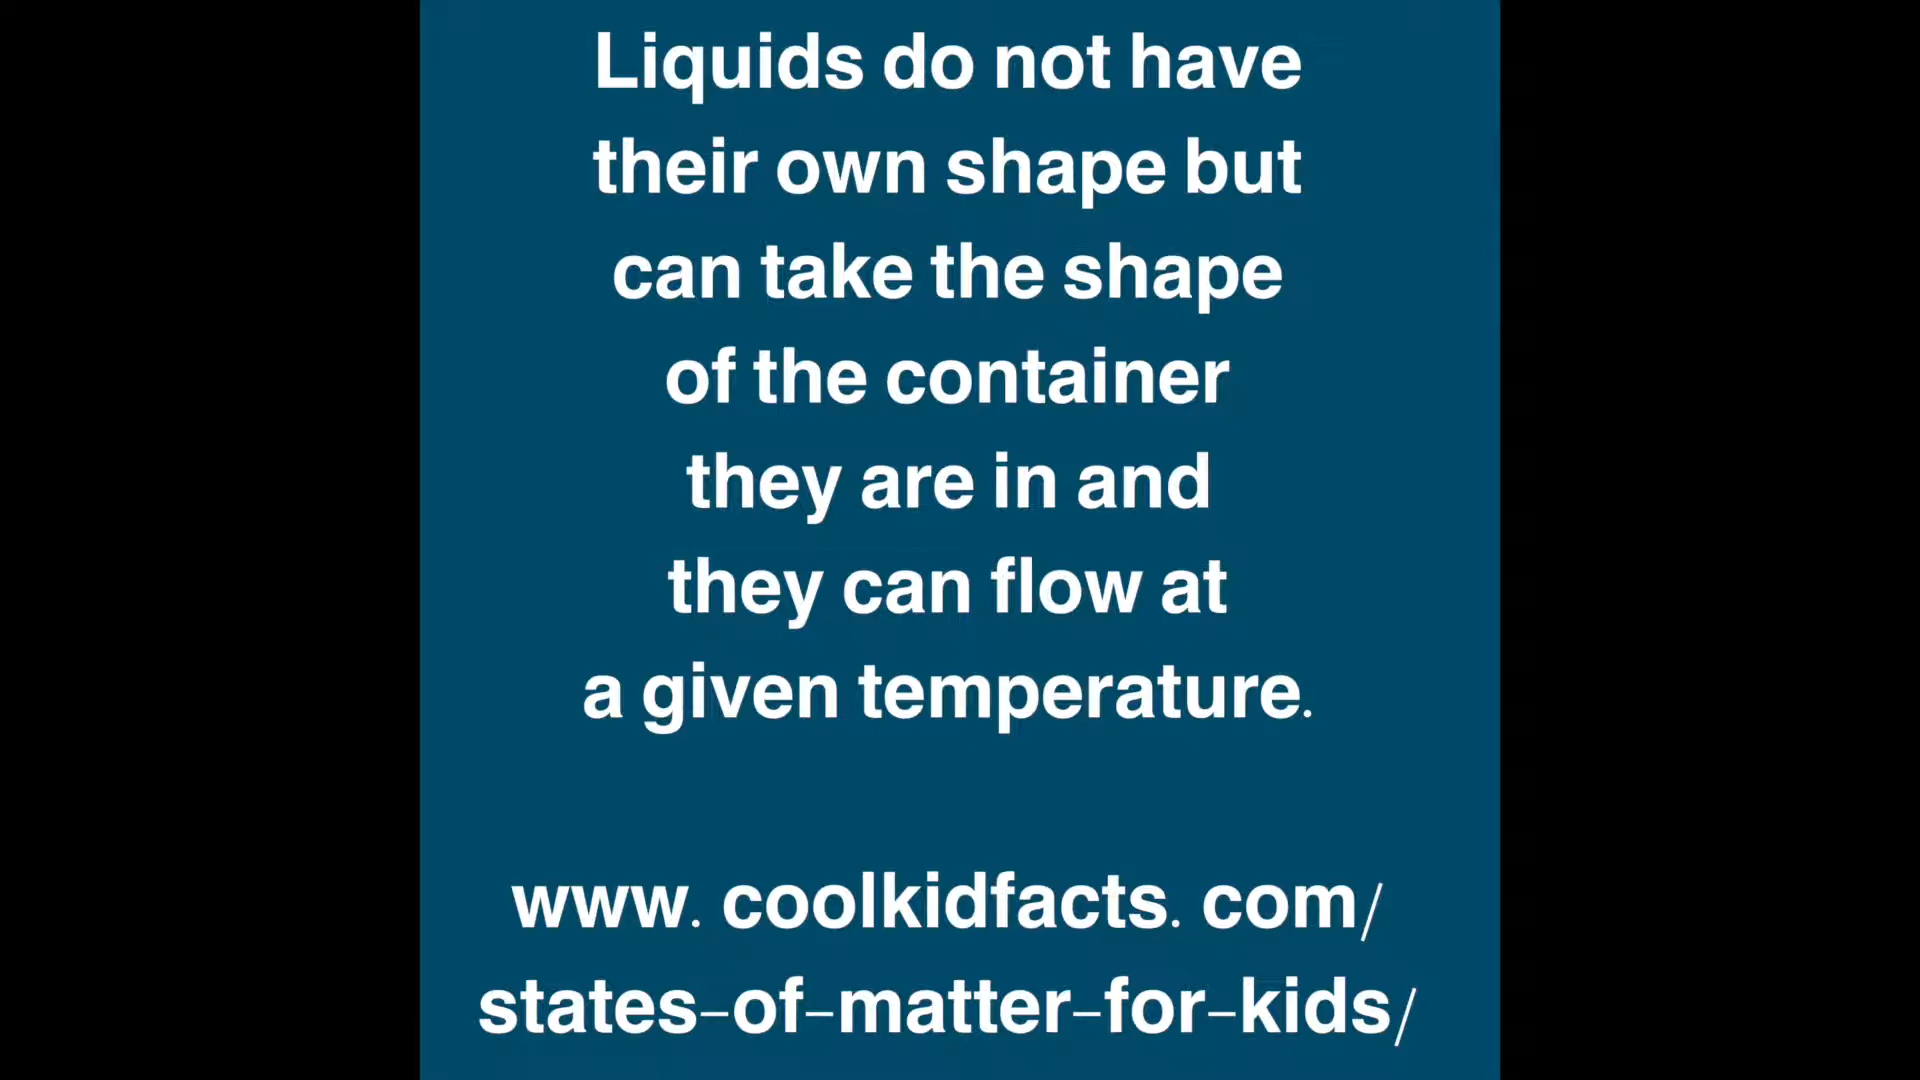 Liquids do not have
their own shape but
can take the shape
of the container
they are in and
they can flow at
a given temperature.
www. coolkidfacts. com/
states-of-matter-for-kids/